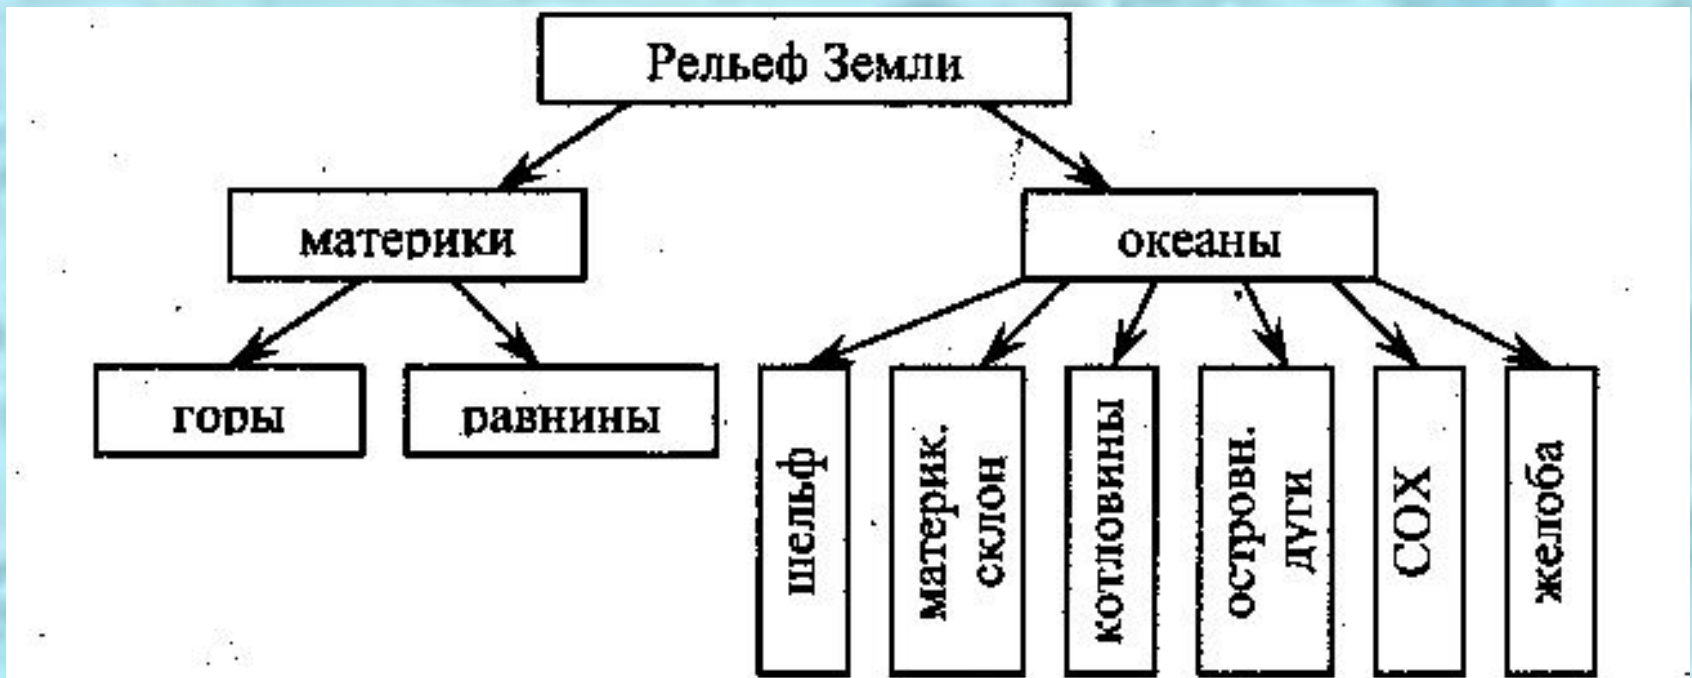 Рельеф Земли
материки
океаны
горы
равнины
шельф
материк.
склон
котловины
островн.
дуги
СОХ
желоба